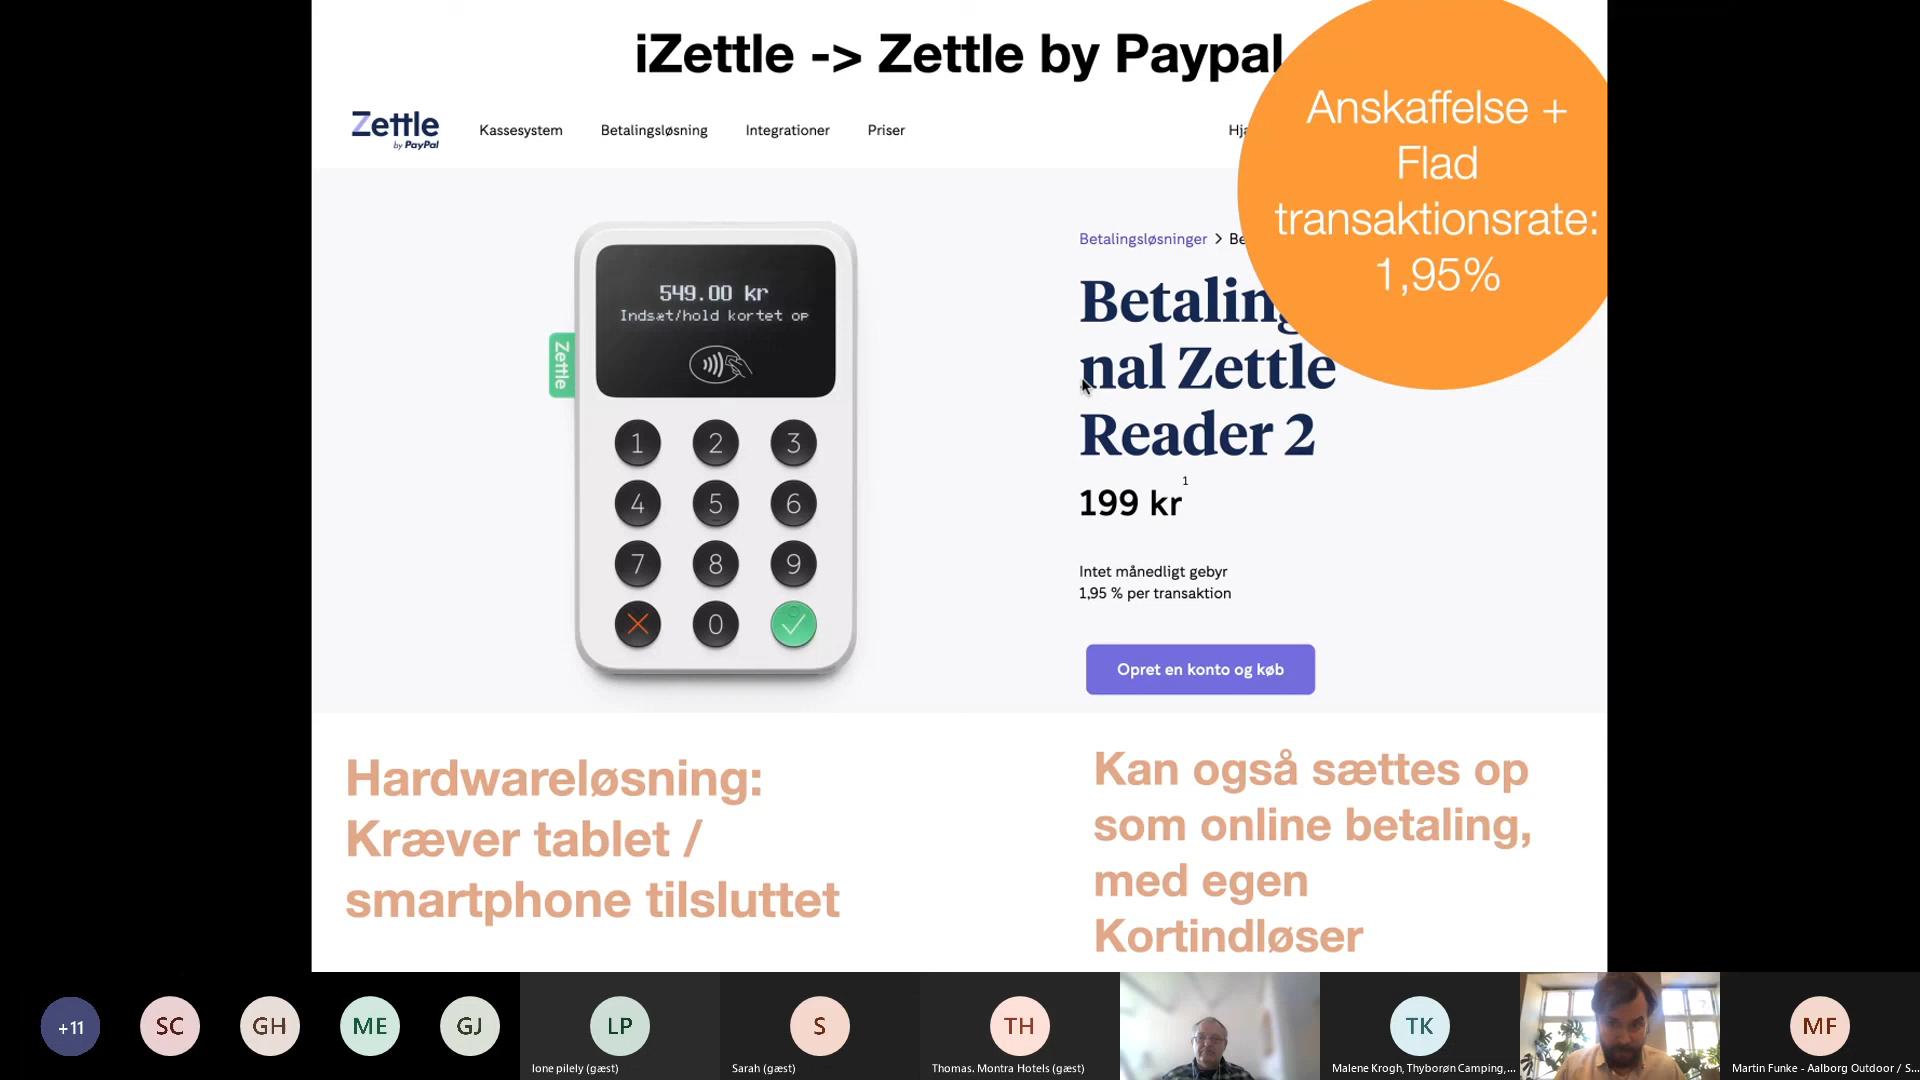 iZettle -> Zettle by Paypal
Anskaffelse +
Flad
transaktionsrate:
1,95%
Zettle
by PayPal
Kassesystem
Betalingsløsning
Integrationer
Priser
Betalingsløsninger >
549.00 kr
Indsæt/hold kortet op
Zettle
1 2 3
4 5 6
7 8 9
0
nal Zettle
Reader 2
199 kr
1
Intet månedligt gebyr
1,95 % per transaktion
Opret en konto og køb
Hardwareløsning:
Kræver tablet /
smartphone tilsluttet
Kan også sættes op
som online betaling,
med egen
Kortindløser
+11
SC
GH
ME
GJ
LP
Ione pilely (gæst)
S
Sarah (gæst)
TH
Thomas. Montra Hotels (gæst)
TK
Malene Krogh, Thyborøn Camping,...
MF
Martin Funke - Aalborg Outdoor / S...